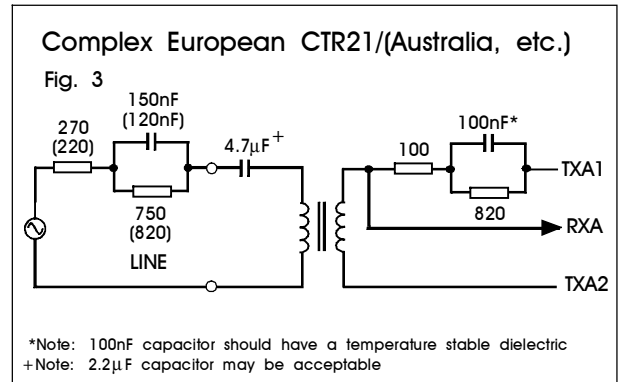 Complex European CTR21/(Australia, etc.)
Fig. 3
150nF
(120nF)
270
(220)
4.7µF+
100nF*
100
TXA1
750
(820)
820
RXA
LINE
TXA2
*Note: 100nF capacitor should have a temperature stable dielectric
+Note: 2.2µF capacitor may be acceptable